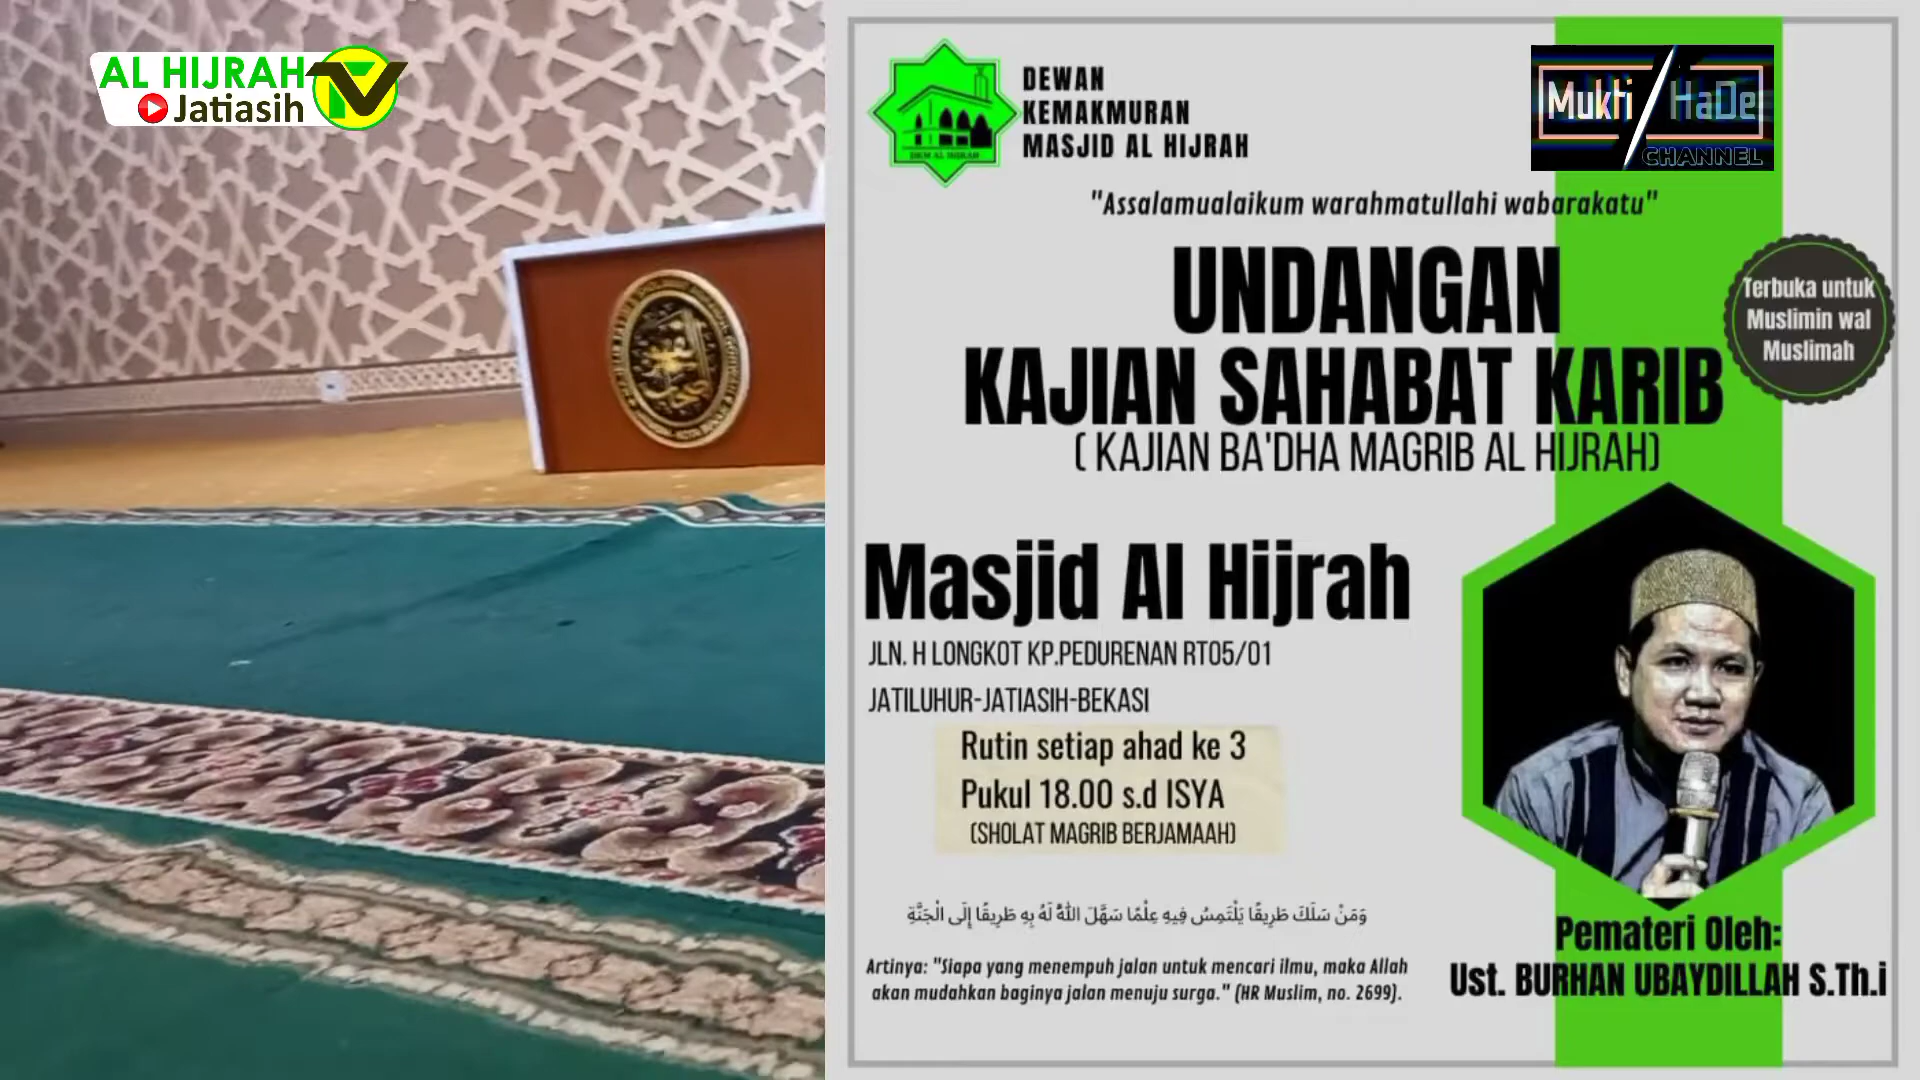 AL HIJRAH
Jatiasih
TV
DEWAN
KEMAKMURAN
MASJID AL HIJRAH
DKM AL HIJRAH
Mukti / HaDe
CHANNEL
"Assalamualaikum warahmatullahi wabarakatu"
UNDANGAN
KAJIAN SAHABAT KARIB
( KAJIAN BA'DHA MAGRIB AL HIJRAH)
Terbuka untuk
Muslimin wal
Muslimah
Masjid Al Hijrah
JLN. H LONGKOT KP.PEDURENAN RT05/01
JATILUHUR-JATIASIH-BEKASI
Rutin setiap ahad ke 3
Pukul 18.00 s.d ISYA
(SHOLAT MAGRIB BERJAMAAH)
وَمَنْ سَلَكَ طَرِيقًا يَلْتَمِسُ فِيهِ عِلْمًا سَهَّلَ اللَّهُ لَهُ بِهِ طَرِيقًا إِلَى الْجَنَّةِ
Artinya: "Siapa yang menempuh jalan untuk mencari ilmu, maka Allah
akan mudahkan baginya jalan menuju surga." (HR Muslim, no. 2699).
Pemateri Oleh:
Ust. BURHAN UBAYDILLAH S.Th.i